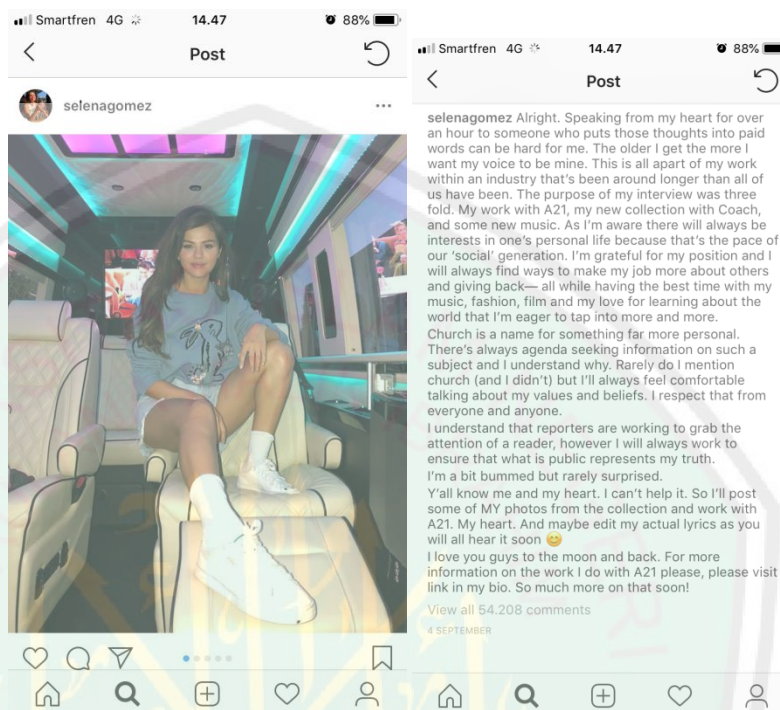 Smartfren 4G 14.47 88%
Post
selenagomez
Smartfren 4G 14.47 88%
Post
selenagomez Alright. Speaking from my heart for over
an hour to someone who puts those thoughts into paid
words can be hard for me. The older I get the more I
want my voice to be mine. This is all apart of my work
within an industry that's been around longer than all of
us have been. The purpose of my interview was three
fold. My work with A21, my new collection with Coach,
and some new music. As I'm aware there will always be
interests in one's personal life because that's the pace of
our 'social' generation. I'm grateful for my position and I
will always find ways to make my job more about others
and giving back— all while having the best time with my
music, fashion, film and my love for learning about the
world that I'm eager to tap into more and more.
Church is a name for something far more personal.
There's always agenda seeking information on such a
subject and I understand why. Rarely do I mention
church (and I didn't) but I'll always feel comfortable
talking about my values and beliefs. I respect that from
everyone and anyone.
I understand that reporters are working to grab the
attention of a reader, however I will always work to
ensure that what is public represents my truth.
I'm a bit bummed but rarely surprised.
Y'all know me and my heart. I can't help it. So I'll post
some of MY photos from the collection and work with
A21. My heart. And maybe edit my actual lyrics as you
will all hear it soon 😊
I love you guys to the moon and back. For more
information on the work I do with A21 please, please visit
link in my bio. So much more on that soon!
View all 54.208 comments
4 SEPTEMBER